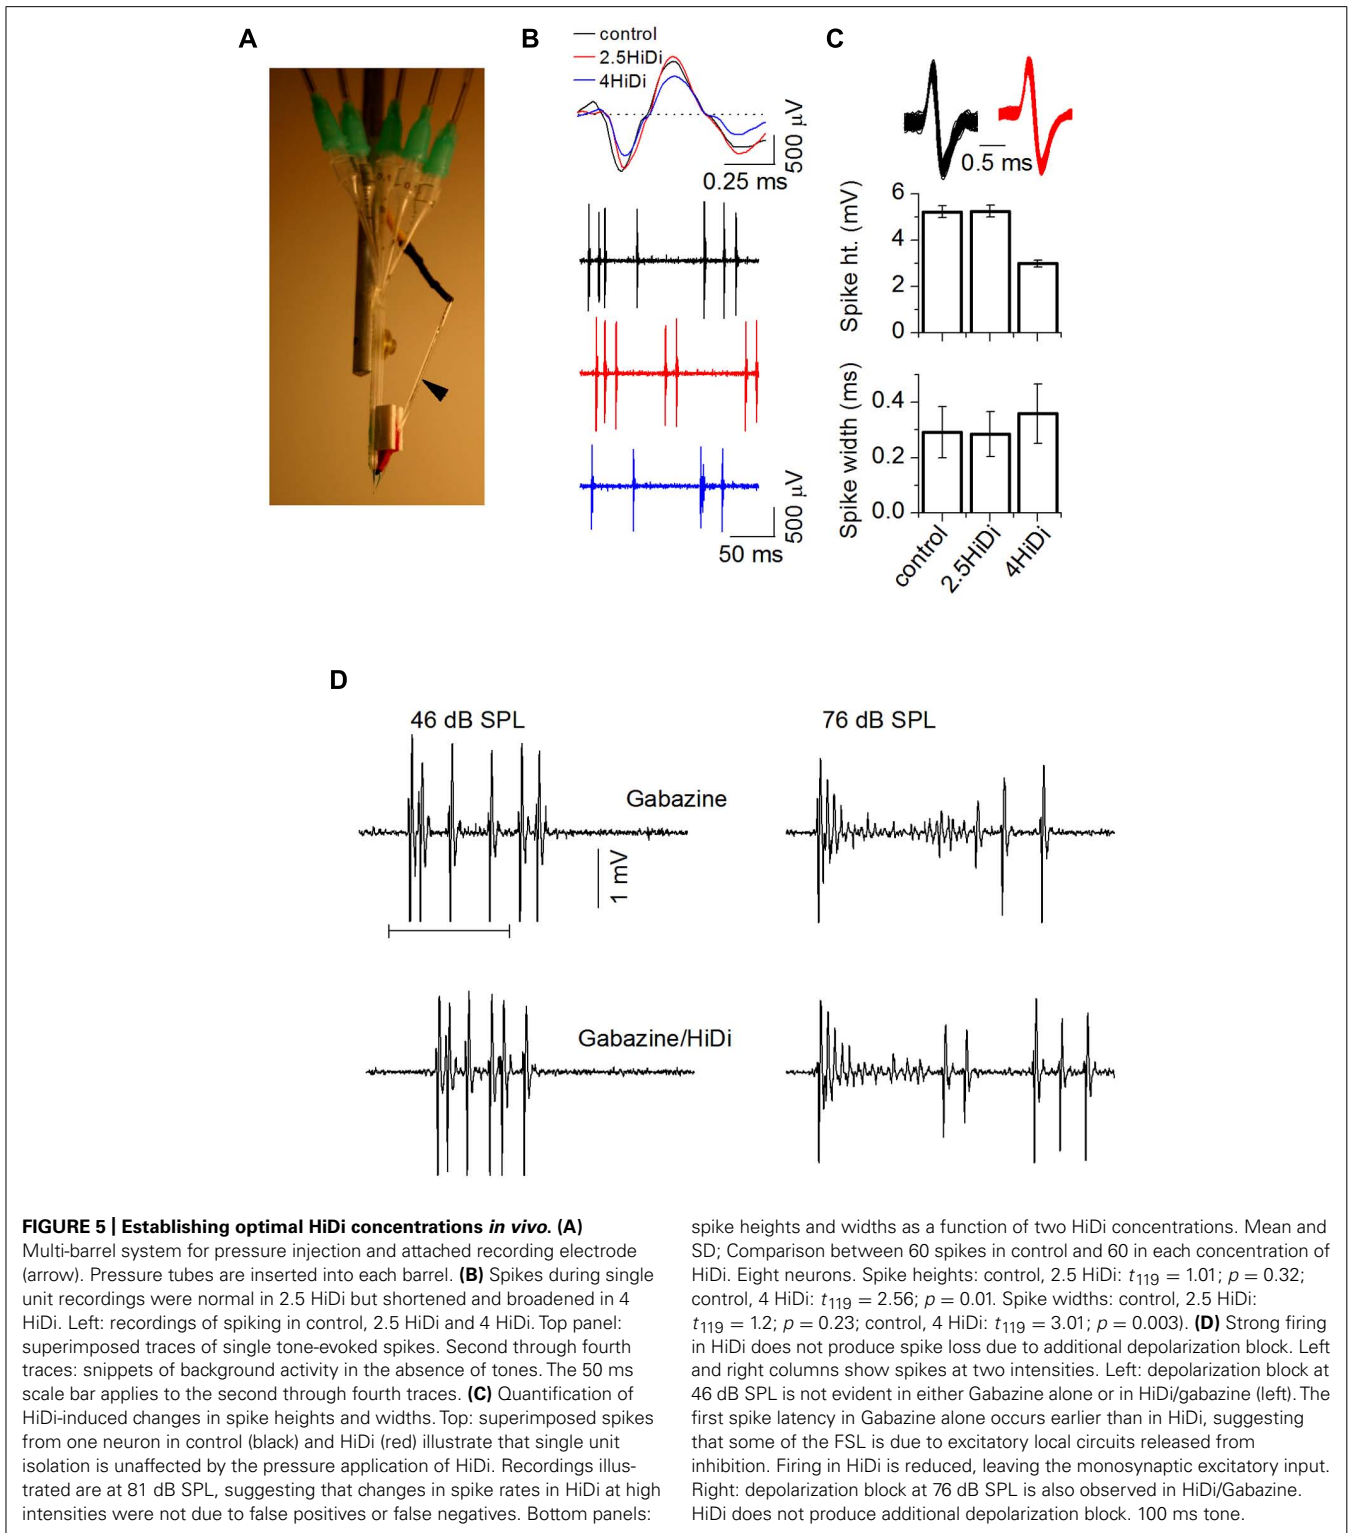 A
B
control
2.5HiDi
4HiDi
500 µV
0.25 ms
500 µV
50 ms
C
0.5 ms
Spike ht. (mV)
6
4
2
0
Spike width (ms)
0.4
0.2
0.0
control
2.5HiDi
4HiDi
D
46 dB SPL
76 dB SPL
Gabazine
1 mV
Gabazine/HiDi
FIGURE 5 | Establishing optimal HiDi concentrations in vivo. (A)
Multi-barrel system for pressure injection and attached recording electrode
(arrow). Pressure tubes are inserted into each barrel. (B) Spikes during single
unit recordings were normal in 2.5 HiDi but shortened and broadened in 4
HiDi. Left: recordings of spiking in control, 2.5 HiDi and 4 HiDi. Top panel:
superimposed traces of single tone-evoked spikes. Second through fourth
traces: snippets of background activity in the absence of tones. The 50 ms
scale bar applies to the second through fourth traces. (C) Quantification of
HiDi-induced changes in spike heights and widths. Top: superimposed spikes
from one neuron in control (black) and HiDi (red) illustrate that single unit
isolation is unaffected by the pressure application of HiDi. Recordings illus-
trated are at 81 dB SPL, suggesting that changes in spike rates in HiDi at high
intensities were not due to false positives or false negatives. Bottom panels:
spike heights and widths as a function of two HiDi concentrations. Mean and
SD; Comparison between 60 spikes in control and 60 in each concentration of
HiDi. Eight neurons. Spike heights: control, 2.5 HiDi: t119 = 1.01; p = 0.32;
control, 4 HiDi: t119 = 2.56; p = 0.01. Spike widths: control, 2.5 HiDi:
t119 = 1.2; p = 0.23; control, 4 HiDi: t119 = 3.01; p = 0.003). (D) Strong firing
in HiDi does not produce spike loss due to additional depolarization block. Left
and right columns show spikes at two intensities. Left: depolarization block at
46 dB SPL is not evident in either Gabazine alone or in HiDi/gabazine (left). The
first spike latency in Gabazine alone occurs earlier than in HiDi, suggesting
that some of the FSL is due to excitatory local circuits released from
inhibition. Firing in HiDi is reduced, leaving the monosynaptic excitatory input.
Right: depolarization block at 76 dB SPL is also observed in HiDi/Gabazine.
HiDi does not produce additional depolarization block. 100 ms tone.